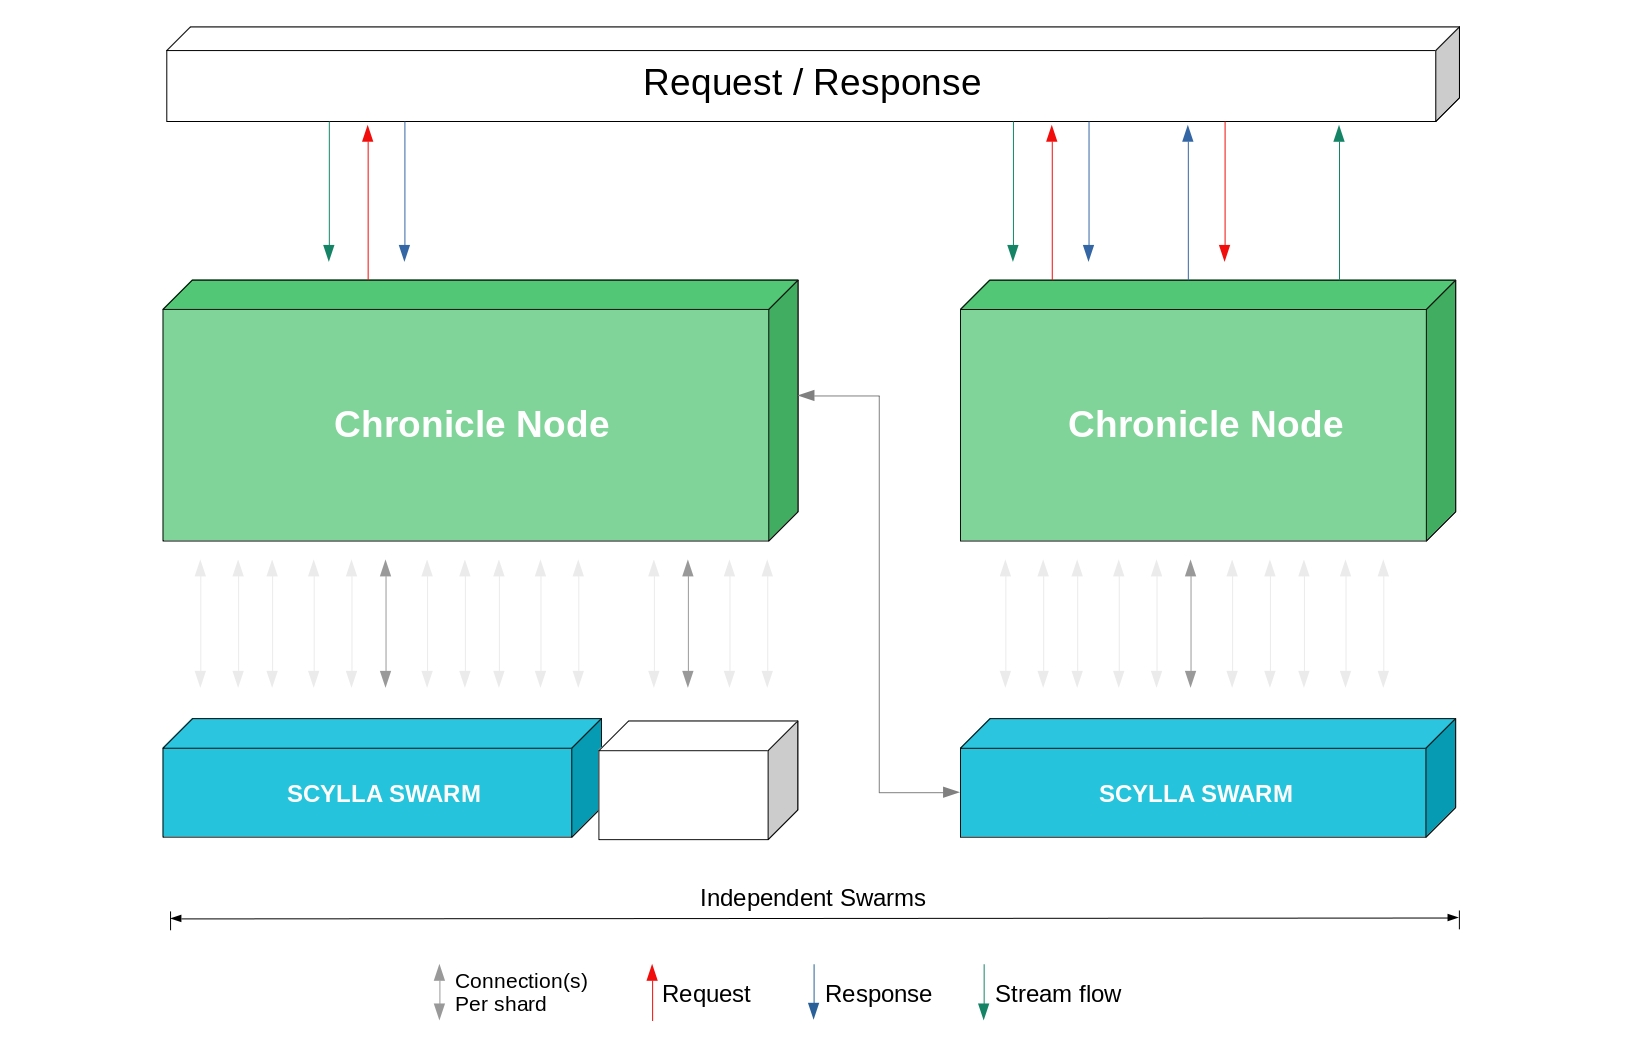 Request / Response
Chronicle Node
Chronicle Node
SCYLLA SWARM
SCYLLA SWARM
Independent Swarms
Connection(s)
Per shard
Request
Response
Stream flow